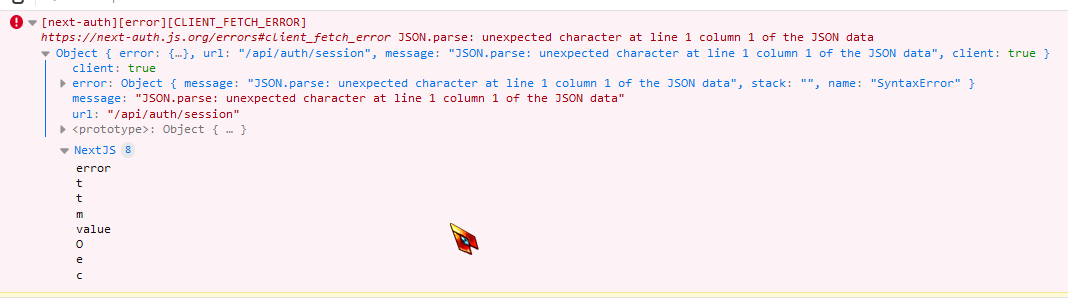 [next-auth][error][CLIENT_FETCH_ERROR]
https://next-auth.js.org/errors#client_fetch_error JSON.parse: unexpected character at line 1 column 1 of the JSON data
Object { error: {…}, url: "/api/auth/session", message: "JSON.parse: unexpected character at line 1 column 1 of the JSON data", client: true }
client: true
error: Object { message: "JSON.parse: unexpected character at line 1 column 1 of the JSON data", stack: "", name: "SyntaxError" }
message: "JSON.parse: unexpected character at line 1 column 1 of the JSON data"
url: "/api/auth/session"
<prototype>: Object { … }
NextJS 8
error
t
t
m
value
O
e
c